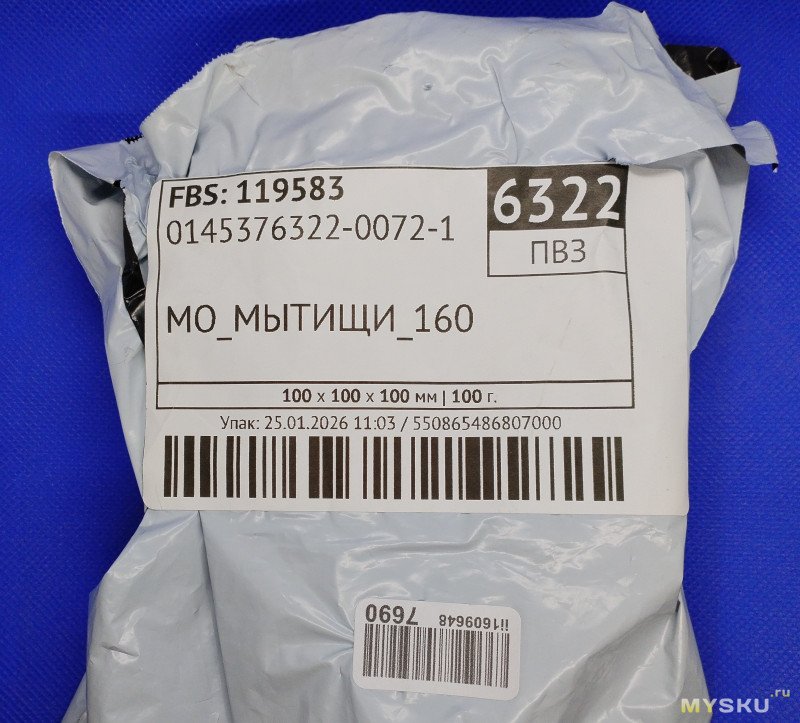 FBS: 119583
6322
0145376322-0072-1
ПВЗ
МО_МЫТИЩИ_160
100 x 100 x 100 мм | 100 г.
Упак: 25.01.2026 11:03 / 550865486807000
7690
ii1609648
MYSKU.ru